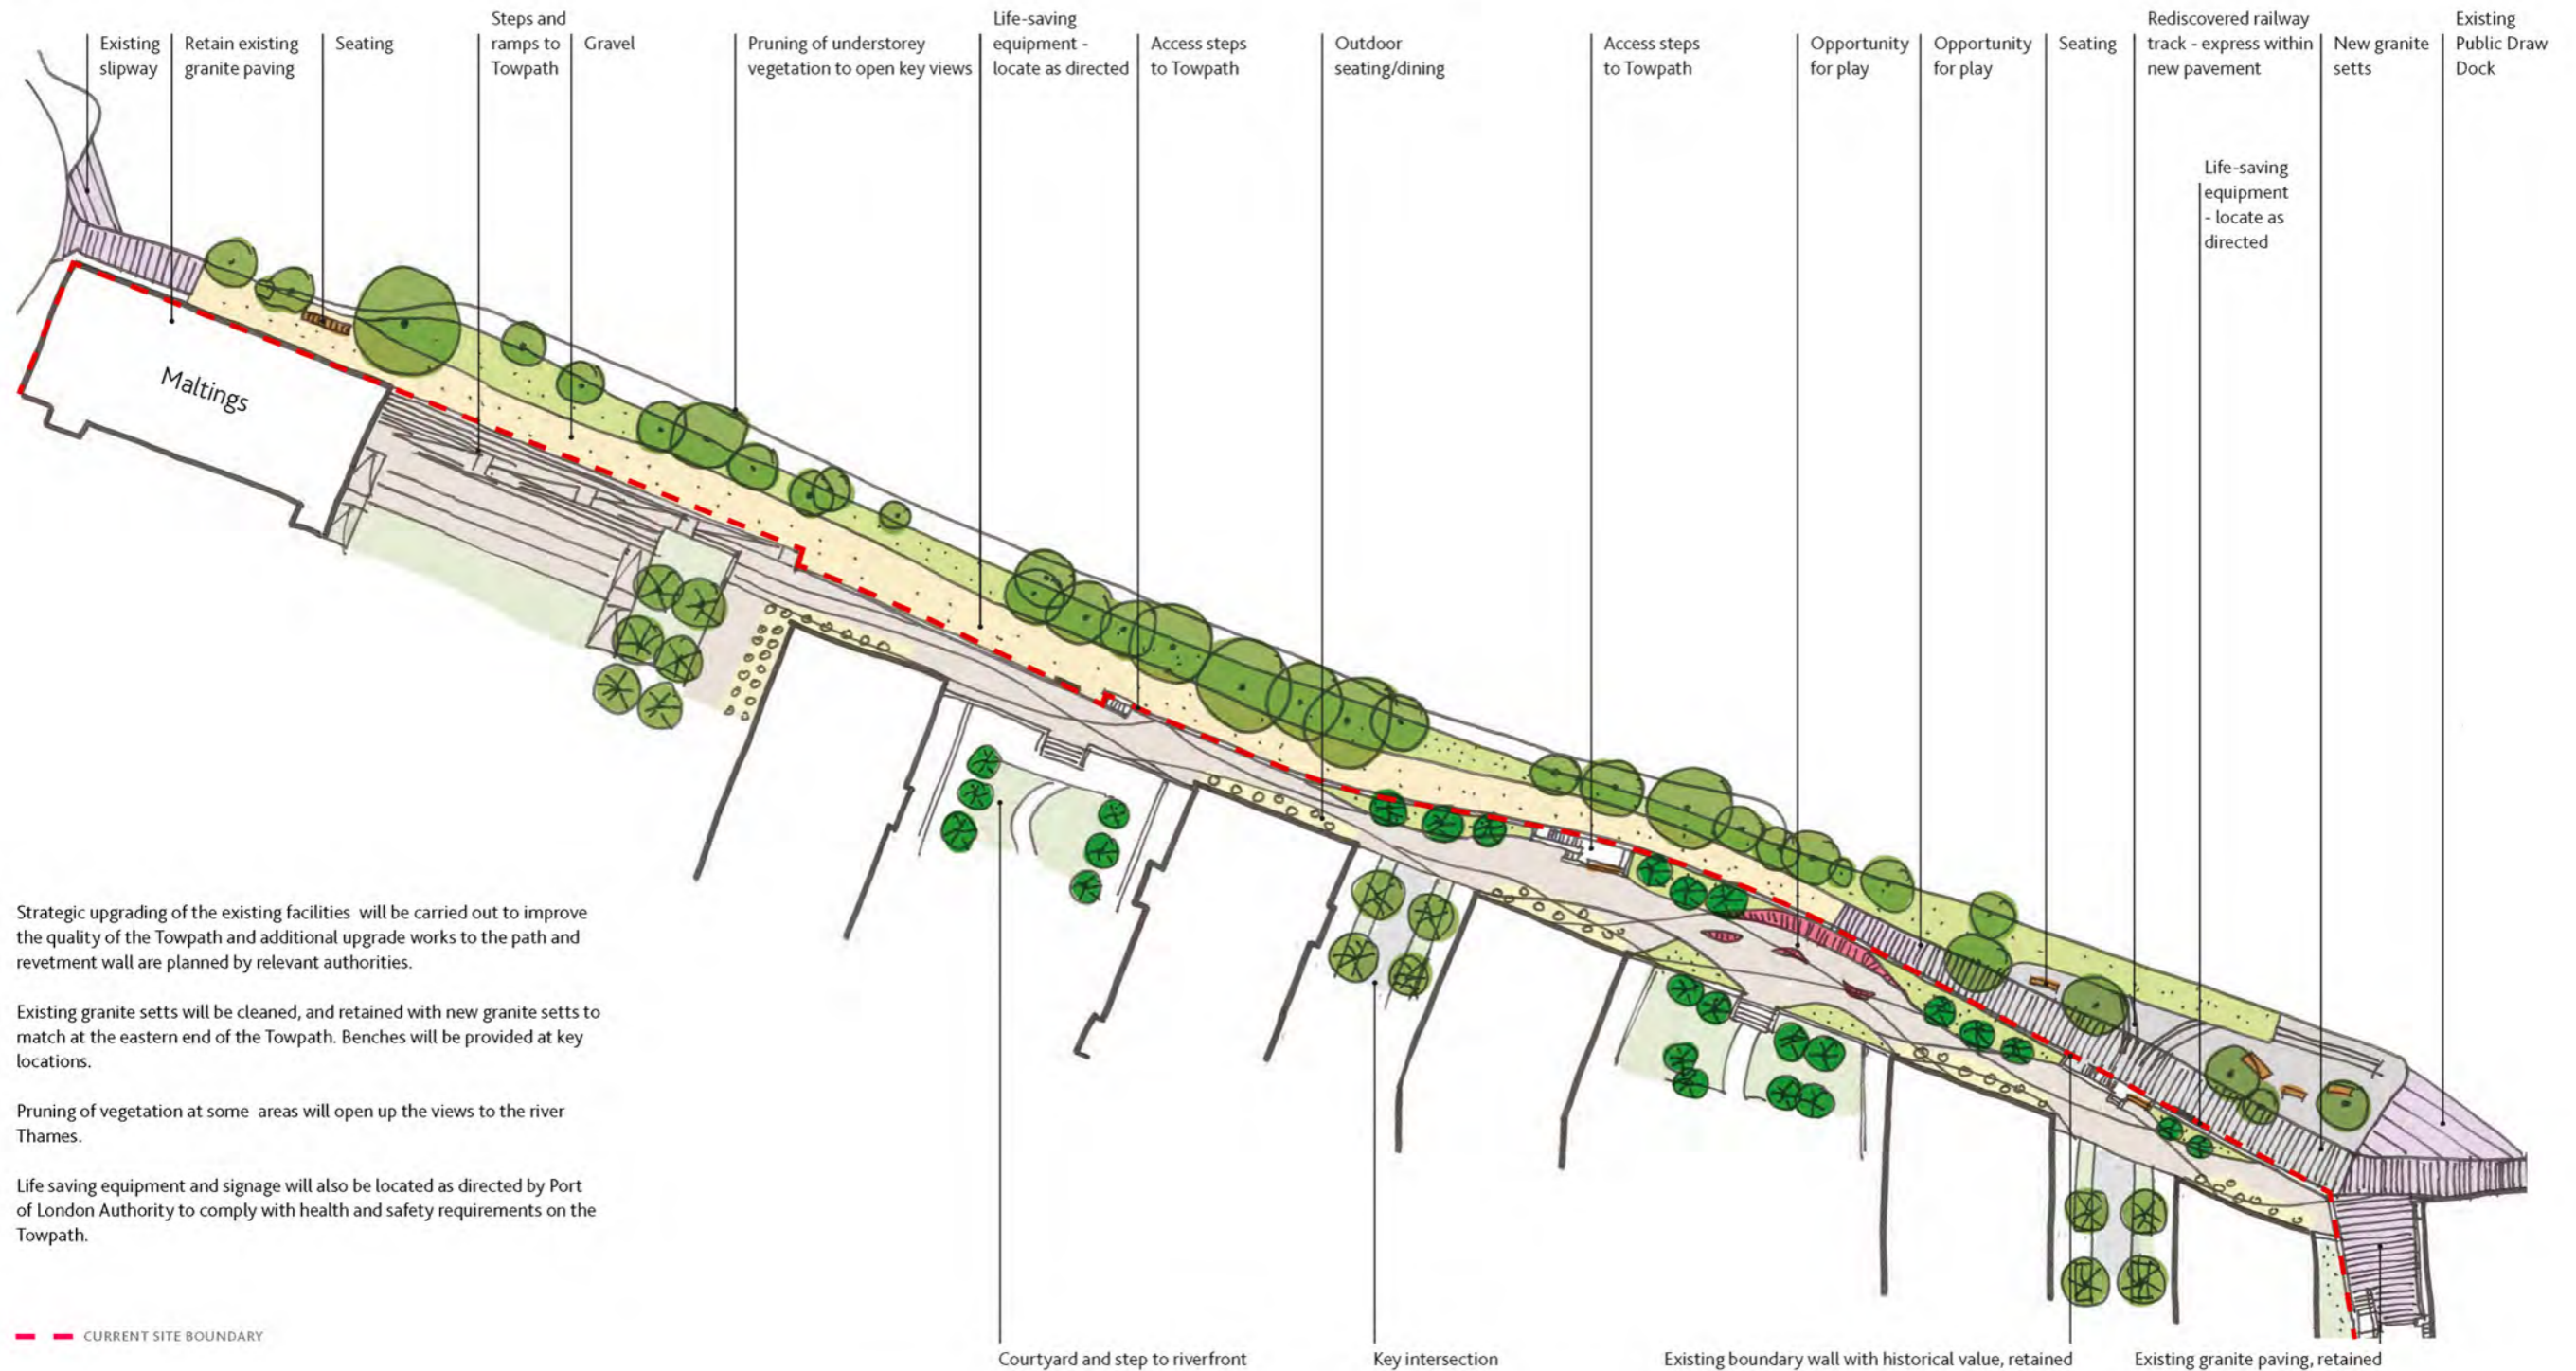 Existing
slipway
Retain existing
granite paving
Seating
Steps and
ramps to
Towpath
Gravel
Pruning of understorey
vegetation to open key views
Life-saving
equipment -
locate as directed
Access steps
to Towpath
Outdoor
seating/dining
Access steps
to Towpath
Opportunity
for play
Opportunity
for play
Seating
Rediscovered railway
track - express within
new pavement
New granite
setts
Existing
Public Draw
Dock
Life-saving
equipment
- locate as
directed
Maltings
Strategic upgrading of the existing facilities will be carried out to improve
the quality of the Towpath and additional upgrade works to the path and
revetment wall are planned by relevant authorities.
Existing granite setts will be cleaned, and retained with new granite setts to
match at the eastern end of the Towpath. Benches will be provided at key
locations.
Pruning of vegetation at some areas will open up the views to the river
Thames.
Life saving equipment and signage will also be located as directed by Port
of London Authority to comply with health and safety requirements on the
Towpath.
CURRENT SITE BOUNDARY
Courtyard and step to riverfront
Key intersection
Existing boundary wall with historical value, retained
Existing granite paving, retained